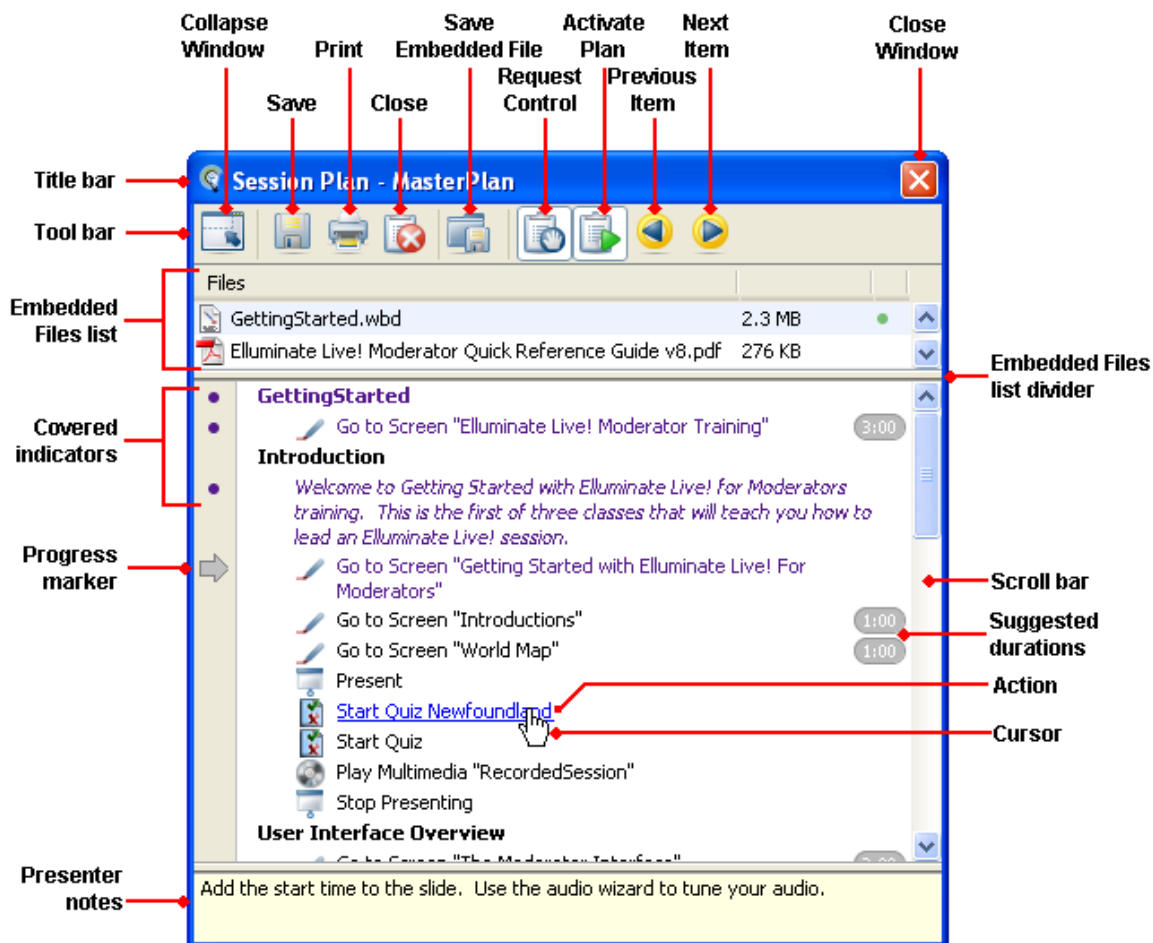 Collapse
Window
Print
Save
Embedded File
Activate
Plan
Next
Item
Close
Window
Save
Close
Request
Control
Previous
Item
Title bar
Session Plan - MasterPlan
Tool bar
Embedded
Files list
Files
GettingStarted.wbd 2.3 MB
Elluminate Live! Moderator Quick Reference Guide v8.pdf 276 KB
Embedded Files
list divider
Covered
indicators
GettingStarted
Go to Screen "Elluminate Live! Moderator Training" 3:00
Introduction
Welcome to Getting Started with Elluminate Live! for Moderators
training. This is the first of three classes that will teach you how to
lead an Elluminate Live! session.
Progress
marker
Go to Screen "Getting Started with Elluminate Live! For
Moderators"
Scroll bar
Go to Screen "Introductions" 1:00
Suggested
durations
Go to Screen "World Map" 1:00
Present
Action
Start Quiz Newfoundland
Cursor
Start Quiz
Play Multimedia "RecordedSession"
Stop Presenting
User Interface Overview
Go to Screen "The Moderator Interface"
Presenter
notes
Add the start time to the slide. Use the audio wizard to tune your audio.